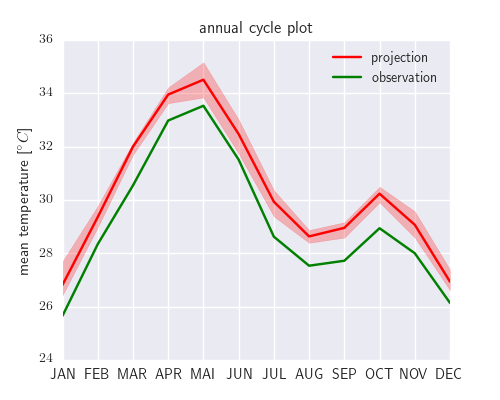 annual cycle plot
projection
observation
mean temperature [°C]
36
34
32
30
28
26
24
JAN FEB MAR APR MAI JUN JUL AUG SEP OCT NOV DEC